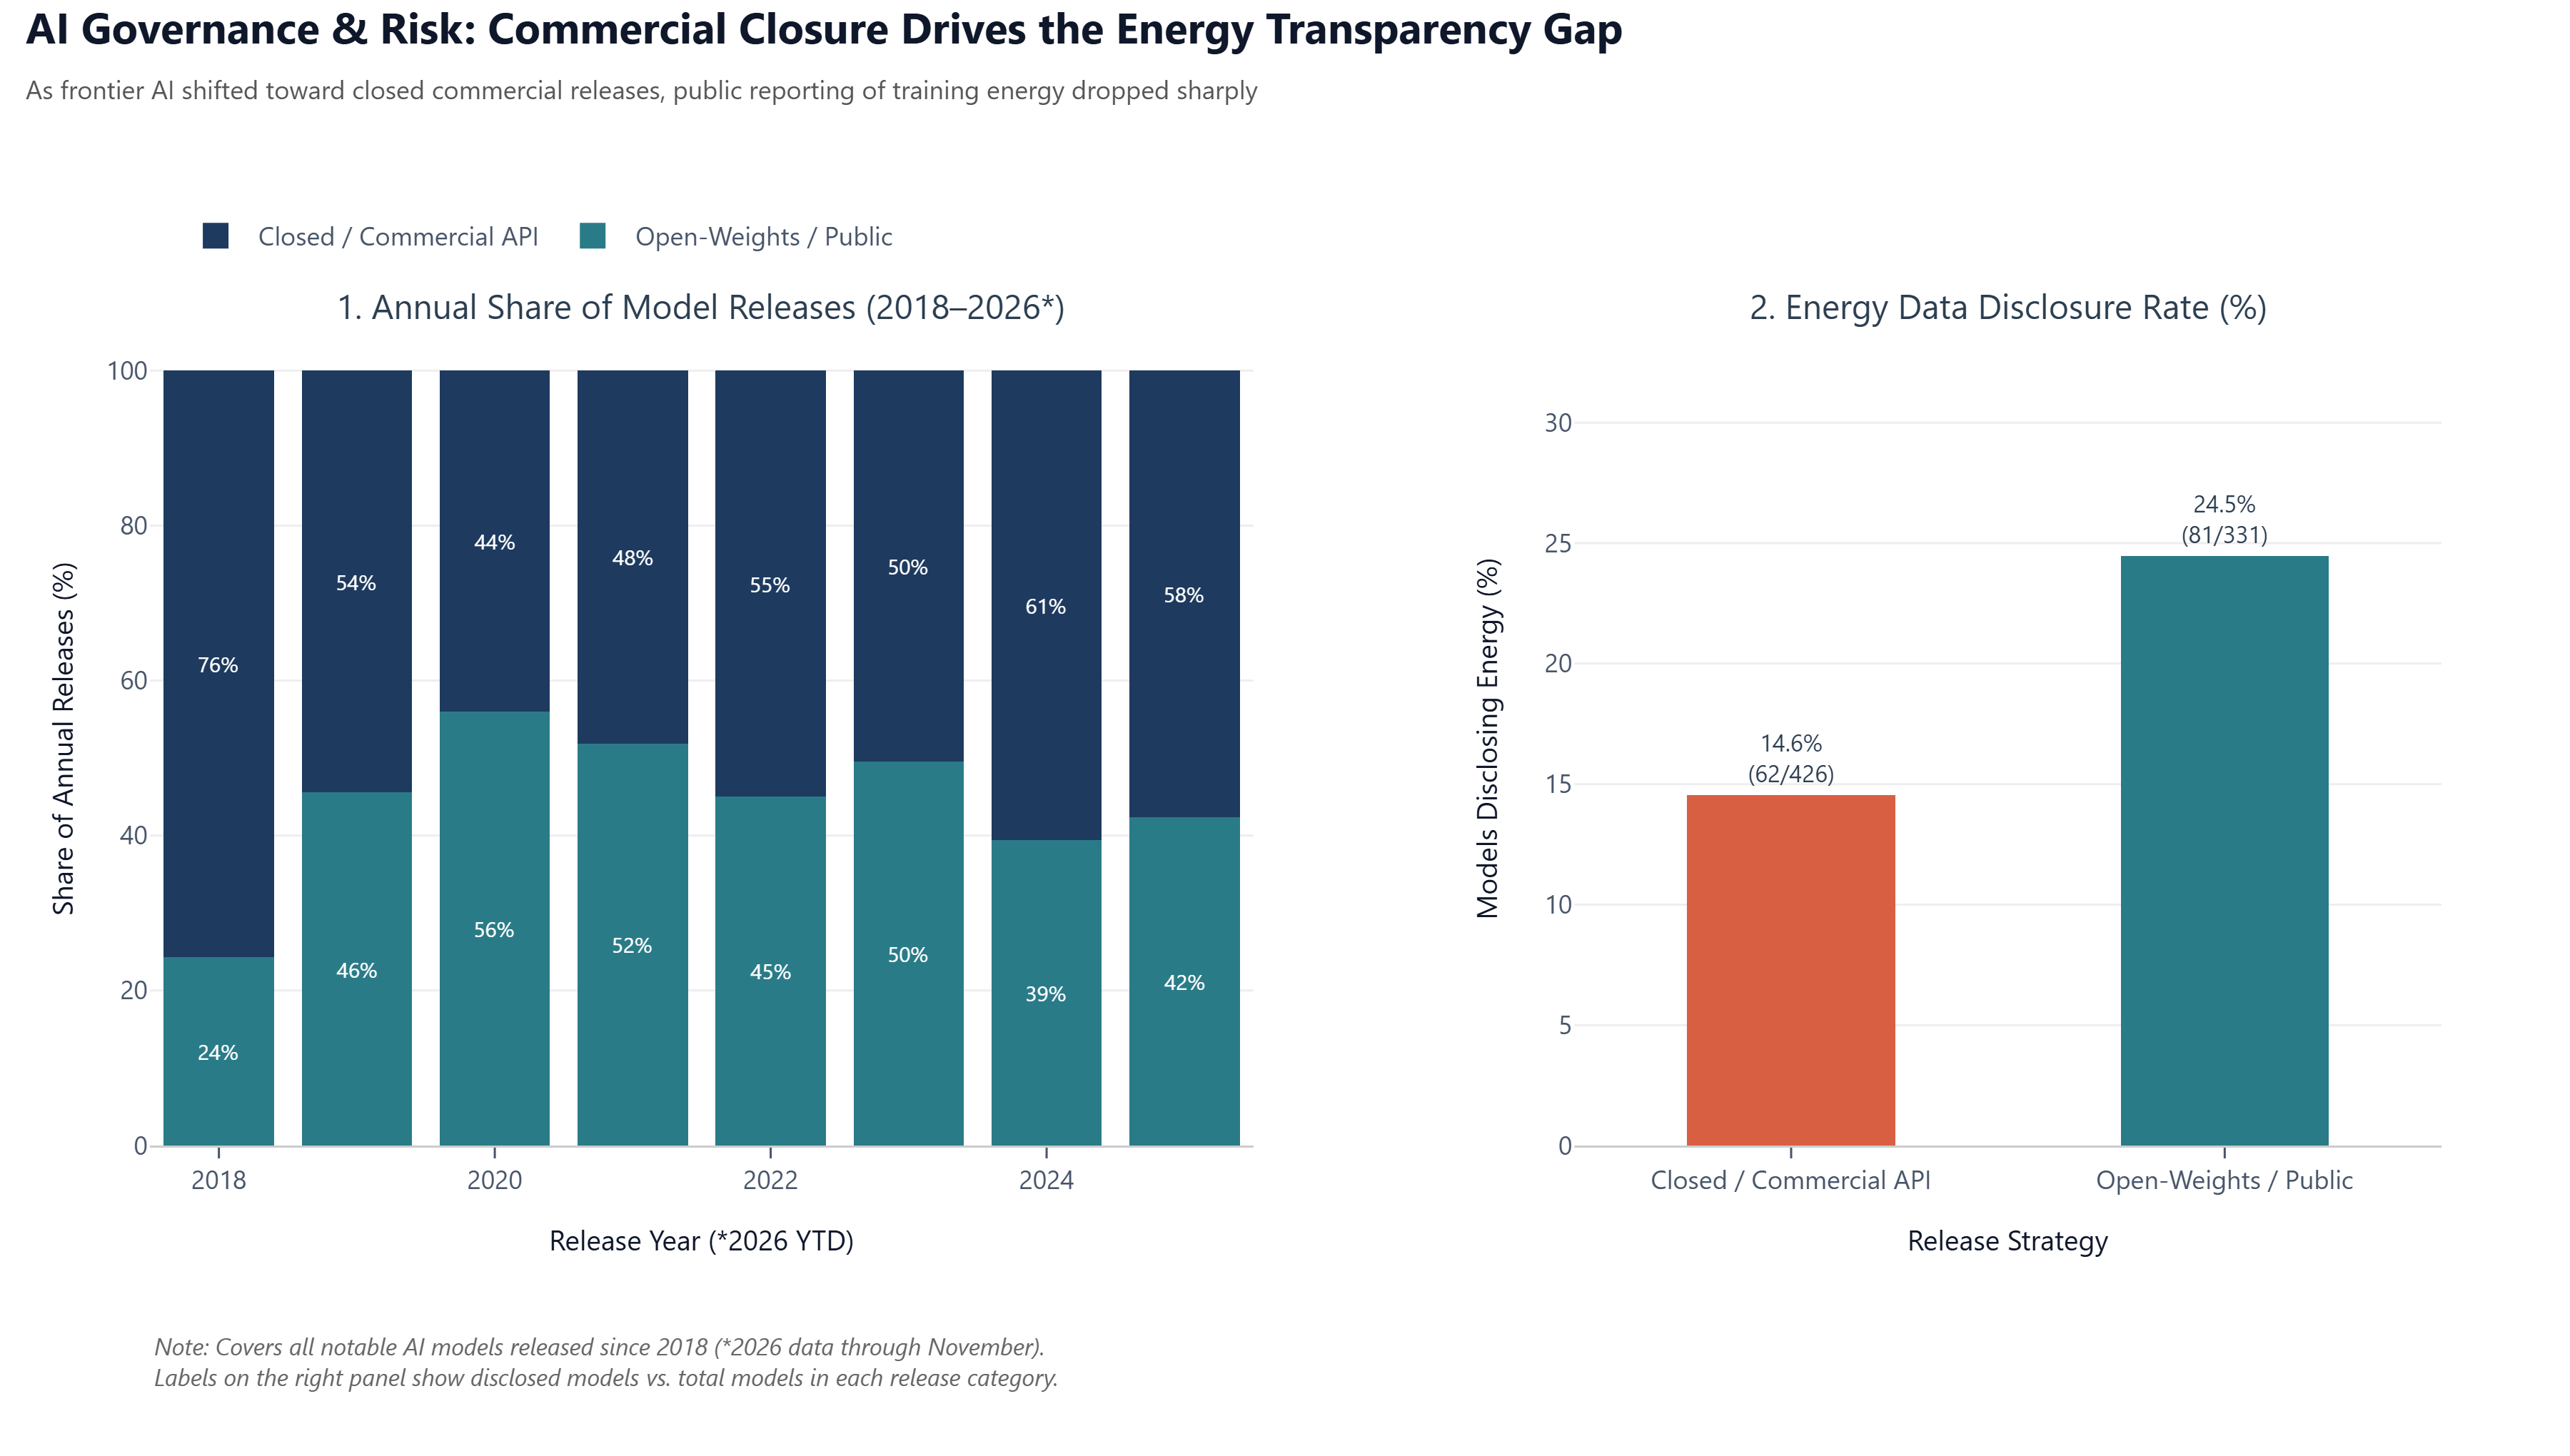 AI Governance & Risk: Commercial Closure Drives the Energy Transparency Gap
As frontier AI shifted toward closed commercial releases, public reporting of training energy dropped sharply
Closed / Commercial API
Open-Weights / Public
1. Annual Share of Model Releases (2018–2026*)
Share of Annual Releases (%)
100
80
60
40
20
0
76%
54%
44%
48%
55%
50%
61%
58%
24%
46%
56%
52%
45%
50%
39%
42%
2018
2020
2022
2024
Release Year (*2026 YTD)
2. Energy Data Disclosure Rate (%)
Models Disclosing Energy (%)
30
25
20
15
10
5
0
14.6%
(62/426)
24.5%
(81/331)
Closed / Commercial API
Open-Weights / Public
Release Strategy
Note: Covers all notable AI models released since 2018 (*2026 data through November).
Labels on the right panel show disclosed models vs. total models in each release category.